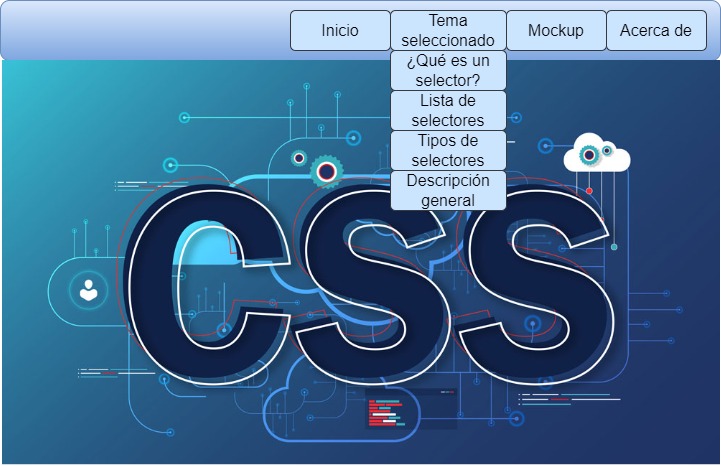 Inicio
Tema
seleccionado
Mockup
Acerca de
¿Qué es un
selector?
Lista de
selectores
Tipos de
selectores
Descripción
general
CSS